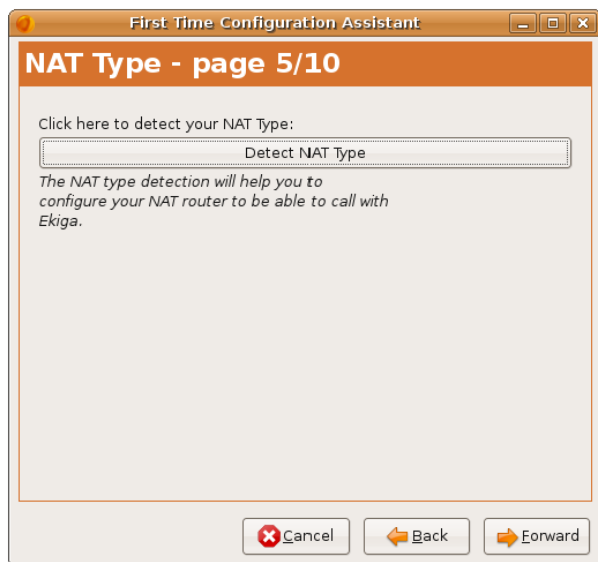 First Time Configuration Assistant
NAT Type - page 5/10
Click here to detect your NAT Type:
Detect NAT Type
The NAT type detection will help you to
configure your NAT router to be able to call with
Ekiga.
Cancel
Back
Forward